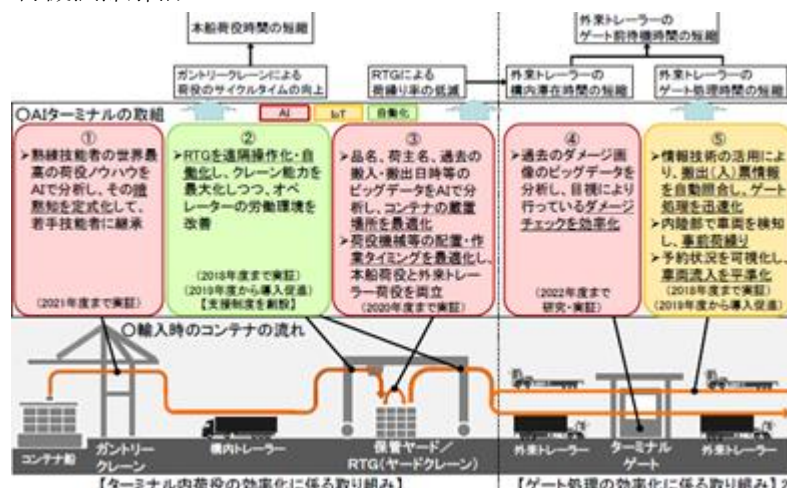 本船荷役時間の短縮
外来トレーラーの
ゲート前待機時間の短縮
ガントリークレーンによる
荷役のサイクルタイムの向上
RTGによる
荷繰り率の低減
外来トレーラーの
構内滞在時間の短縮
外来トレーラーの
ゲート処理時間の短縮
〇AIターミナルの取組
AI
IoT
自働化
①
➤熟練技能者の世界最
高の荷役ノウハウを
AIで分析し、その暗
黙知を定式化して、
若手技能者に継承
(2021年度まで実証)
②
➤RTGを遠隔操作化・自
働化し、クレーン能力を
最大化しつつ、オペ
レーターの労働環境を
改善
(2018年度まで実証)
(2019年度から導入促進)
【支援制度を創設】
③
➤品名、荷主名、過去の
搬入・搬出日時等の
ビッグデータをAIで分
析し、コンテナの蔵置
場所を最適化
➤荷役機械等の配置・作
業タイミングを最適化し、
本船荷役と外来トレー
ラー荷役を両立
(2020年度まで実証)
④
➤過去のダメージ画
像のビッグデータを
分析し、目視により
行っているダメージ
チェックを効率化
(2022年度まで
研究・実証)
⑤
➤情報技術の活用によ
り、搬出(入)票情報
を自動照合し、ゲート
処理を迅速化
➤内陸部で車両を検知
し、事前荷繰り
➤予約状況を可視化し、
車両流入を平準化
(2018年度まで実証)
(2019年度から導入促進)
〇輸入時のコンテナの流れ
コンテナ船
ガントリー
クレーン
構内トレーラー
保管ヤード/
RTG(ヤードクレーン)
外来トレーラー
ターミナル
ゲート
外来トレーラー
【ターミナル内荷役の効率化に係る取り組み】
【ゲート処理の効率化に係る取り組み】